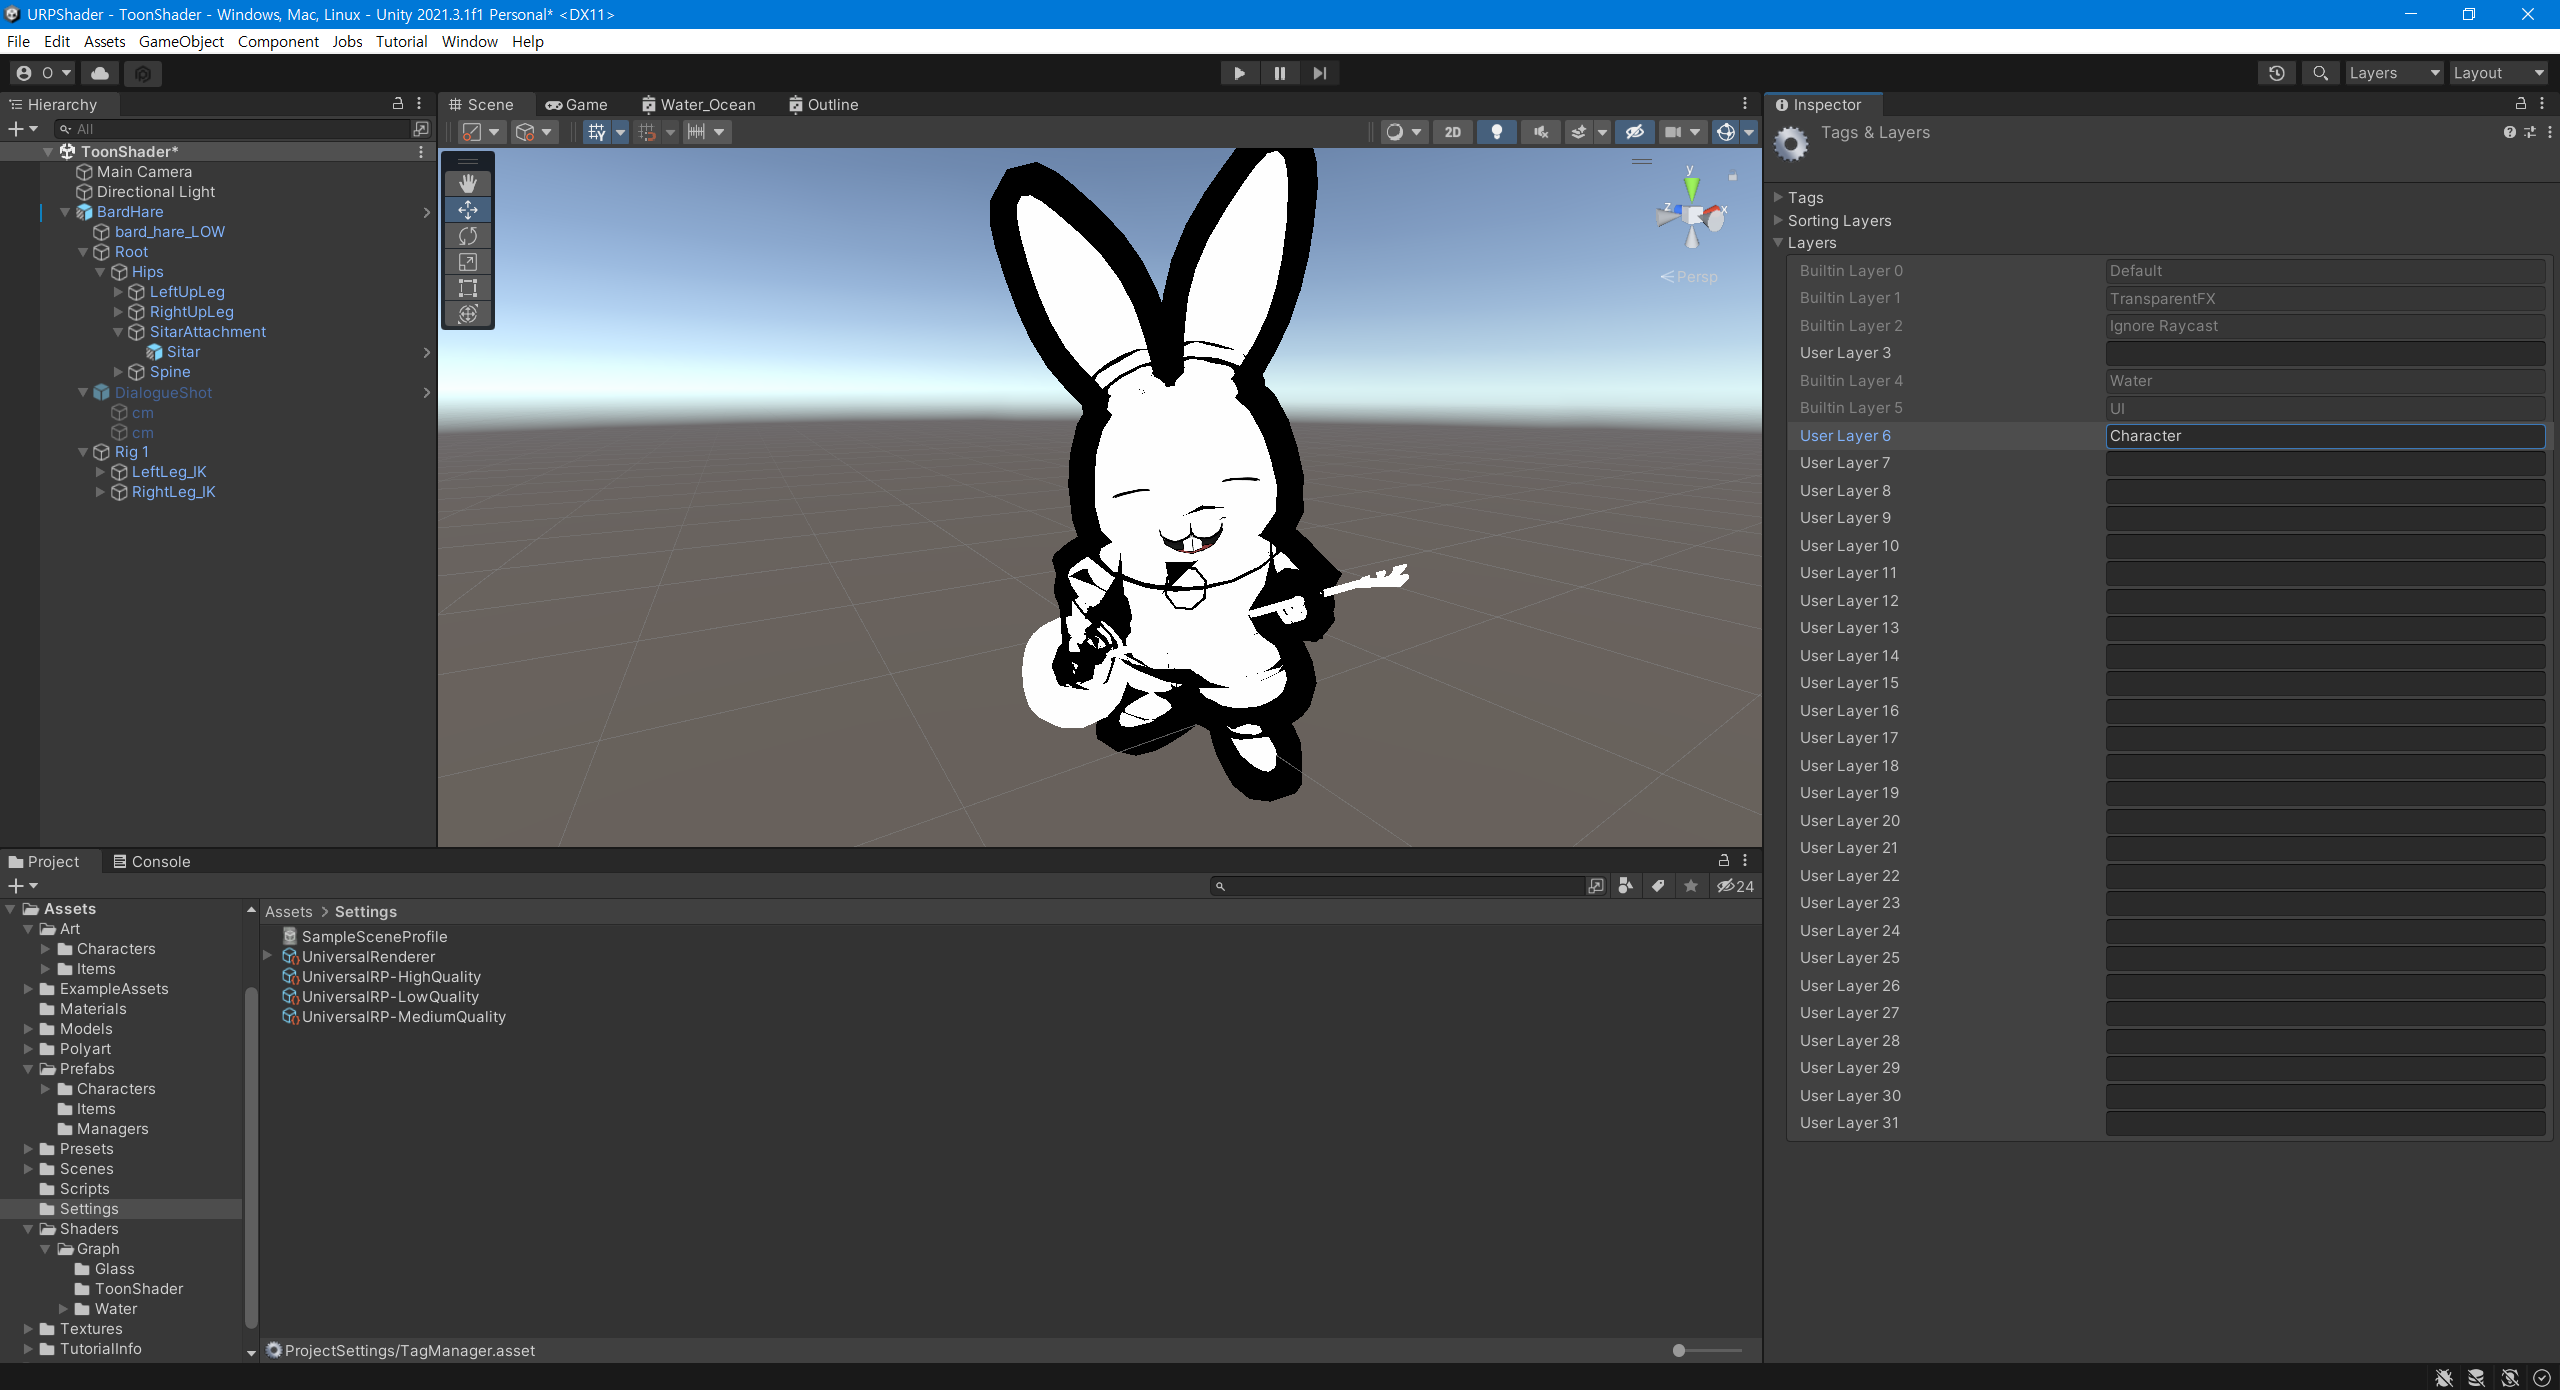 URPShader - ToonShader - Windows, Mac, Linux - Unity 2021.3.1f1 Personal* <DX11>
File Edit Assets GameObject Component Jobs Tutorial Window Help
O
Layers
Layout
Hierarchy
All
ToonShader*
Main Camera
Directional Light
BardHare
bard_hare_LOW
Root
Hips
LeftUpLeg
RightUpLeg
SitarAttachment
Sitar
Spine
DialogueShot
cm
cm
Rig 1
LeftLeg_IK
RightLeg_IK
Scene Game Water_Ocean Outline
2D
y
z
x
Persp
Inspector
Tags & Layers
Tags
Sorting Layers
Layers
Builtin Layer 0 Default
Builtin Layer 1 TransparentFX
Builtin Layer 2 Ignore Raycast
User Layer 3
Builtin Layer 4 Water
Builtin Layer 5 UI
User Layer 6 Character
User Layer 7
User Layer 8
User Layer 9
User Layer 10
User Layer 11
User Layer 12
User Layer 13
User Layer 14
User Layer 15
User Layer 16
User Layer 17
User Layer 18
User Layer 19
User Layer 20
User Layer 21
User Layer 22
User Layer 23
User Layer 24
User Layer 25
User Layer 26
User Layer 27
User Layer 28
User Layer 29
User Layer 30
User Layer 31
Project Console
24
Assets
Art
Characters
Items
ExampleAssets
Materials
Models
Polyart
Prefabs
Characters
Items
Managers
Presets
Scenes
Scripts
Settings
Shaders
Graph
Glass
ToonShader
Water
Textures
TutorialInfo
Assets > Settings
SampleSceneProfile
UniversalRenderer
UniversalRP-HighQuality
UniversalRP-LowQuality
UniversalRP-MediumQuality
ProjectSettings/TagManager.asset